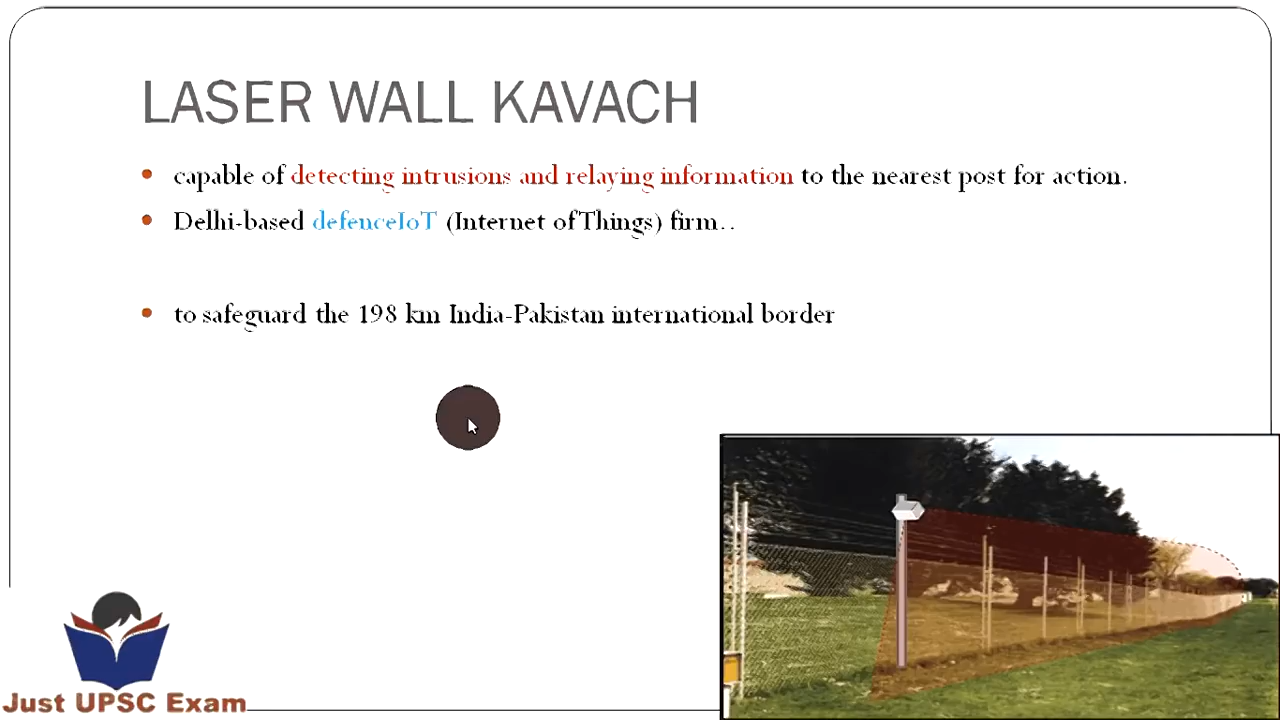 LASER WALL KAVACH
capable of detecting intrusions and relaying information to the nearest post for action.
Delhi-based defenceIoT (Internet of Things) firm..
to safeguard the 198 km India-Pakistan international border
Just UPSC Exam